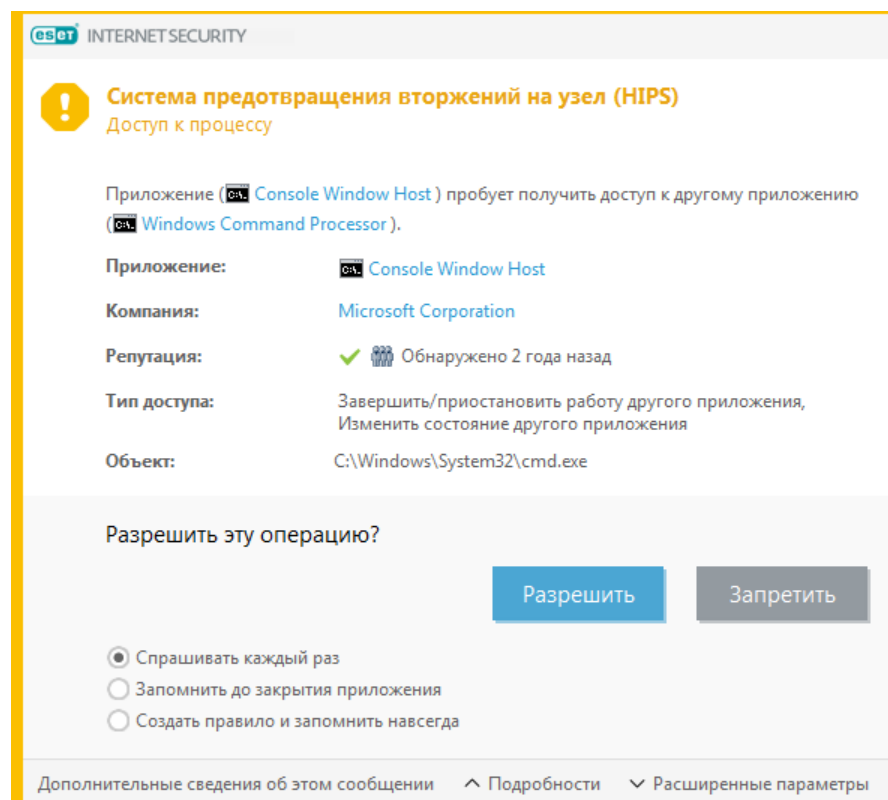 eset INTERNET SECURITY
Система предотвращения вторжений на узел (HIPS)
Доступ к процессу
Приложение ( Console Window Host ) пробует получить доступ к другому приложению
( Windows Command Processor ).
Приложение: Console Window Host
Компания: Microsoft Corporation
Репутация: Обнаружено 2 года назад
Тип доступа: Завершить/приостановить работу другого приложения,
Изменить состояние другого приложения
Объект: C:\Windows\System32\cmd.exe
Разрешить эту операцию?
Разрешить Запретить
Спрашивать каждый раз
Запомнить до закрытия приложения
Создать правило и запомнить навсегда
Дополнительные сведения об этом сообщении Подробности Расширенные параметры